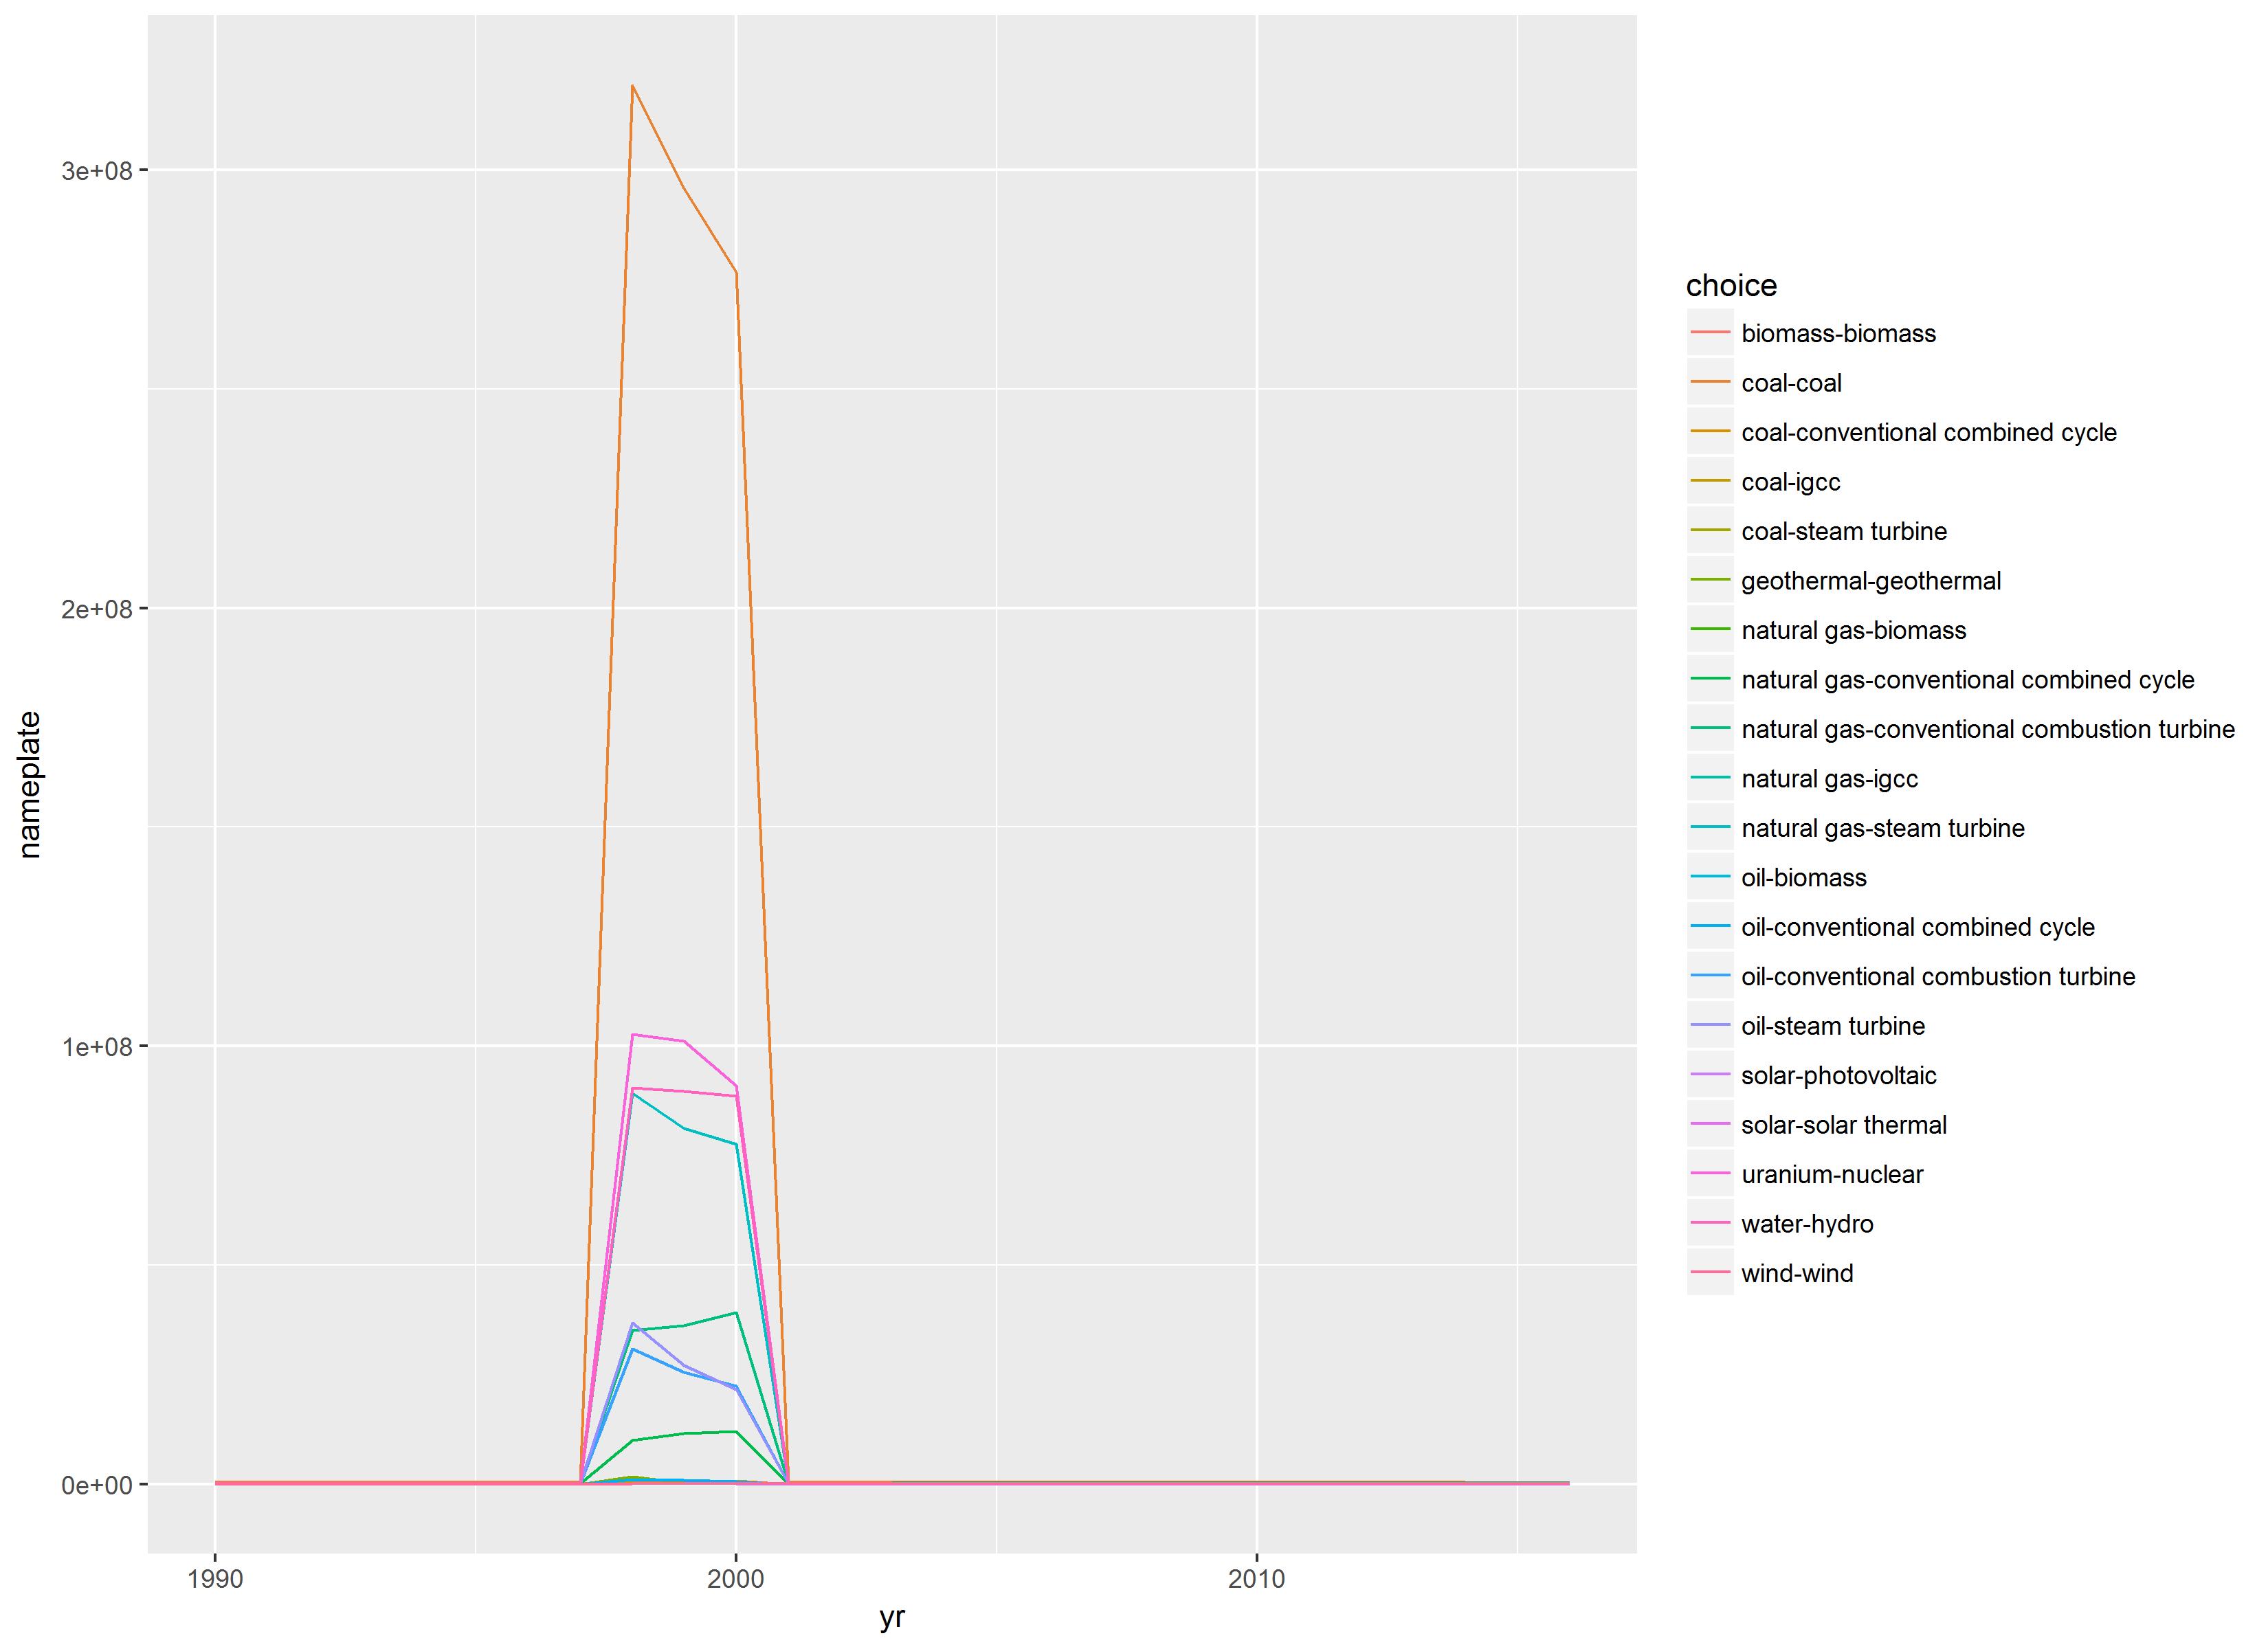 3e+08
2e+08
1e+08
0e+00
nameplate
1990
2000
2010
yr
choice
biomass-biomass
coal-coal
coal-conventional combined cycle
coal-igcc
coal-steam turbine
geothermal-geothermal
natural gas-biomass
natural gas-conventional combined cycle
natural gas-conventional combustion turbine
natural gas-igcc
natural gas-steam turbine
oil-biomass
oil-conventional combined cycle
oil-conventional combustion turbine
oil-steam turbine
solar-photovoltaic
solar-solar thermal
uranium-nuclear
water-hydro
wind-wind